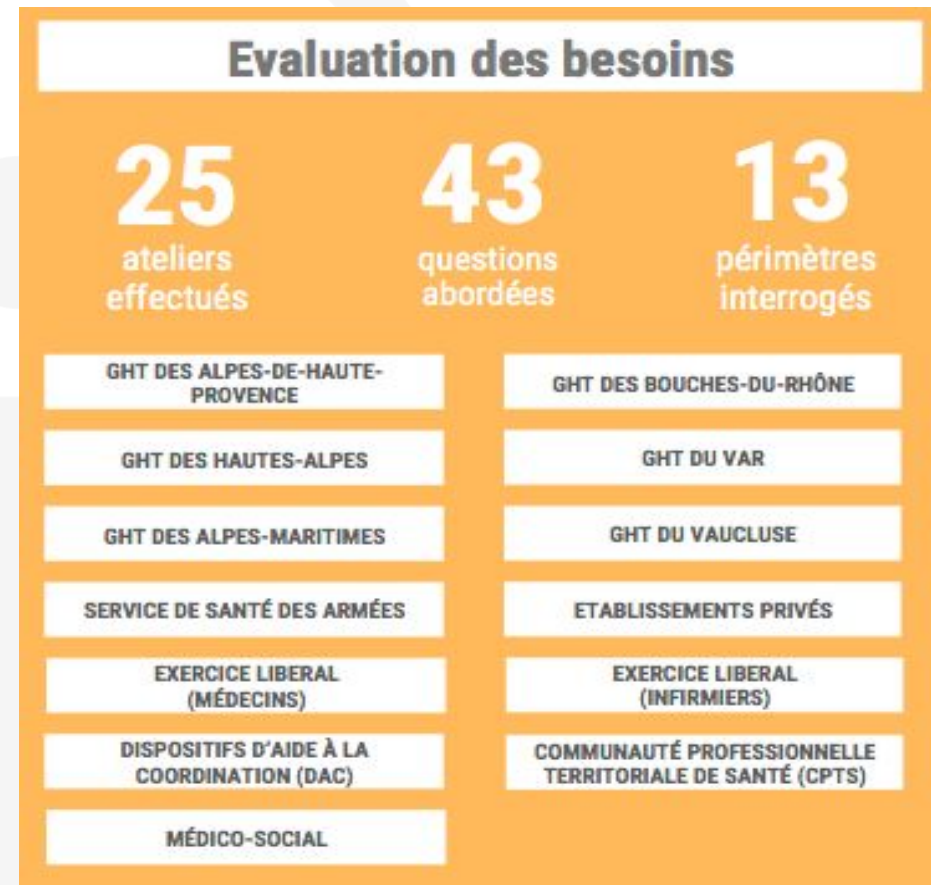 Evaluation des besoins
25
ateliers
effectués
43
questions
abordées
13
périmètres
interrogés
GHT DES ALPES-DE-HAUTE-
PROVENCE
GHT DES BOUCHES-DU-RHÔNE
GHT DES HAUTES-ALPES
GHT DU VAR
GHT DES ALPES-MARITIMES
GHT DU VAUCLUSE
SERVICE DE SANTÉ DES ARMÉES
ETABLISSEMENTS PRIVÉS
EXERCICE LIBERAL
(MÉDECINS)
EXERCICE LIBERAL
(INFIRMIERS)
DISPOSITIFS D'AIDE À LA
COORDINATION (DAC)
COMMUNAUTÉ PROFESSIONNELLE
TERRITORIALE DE SANTÉ (CPTS)
MÉDICO-SOCIAL